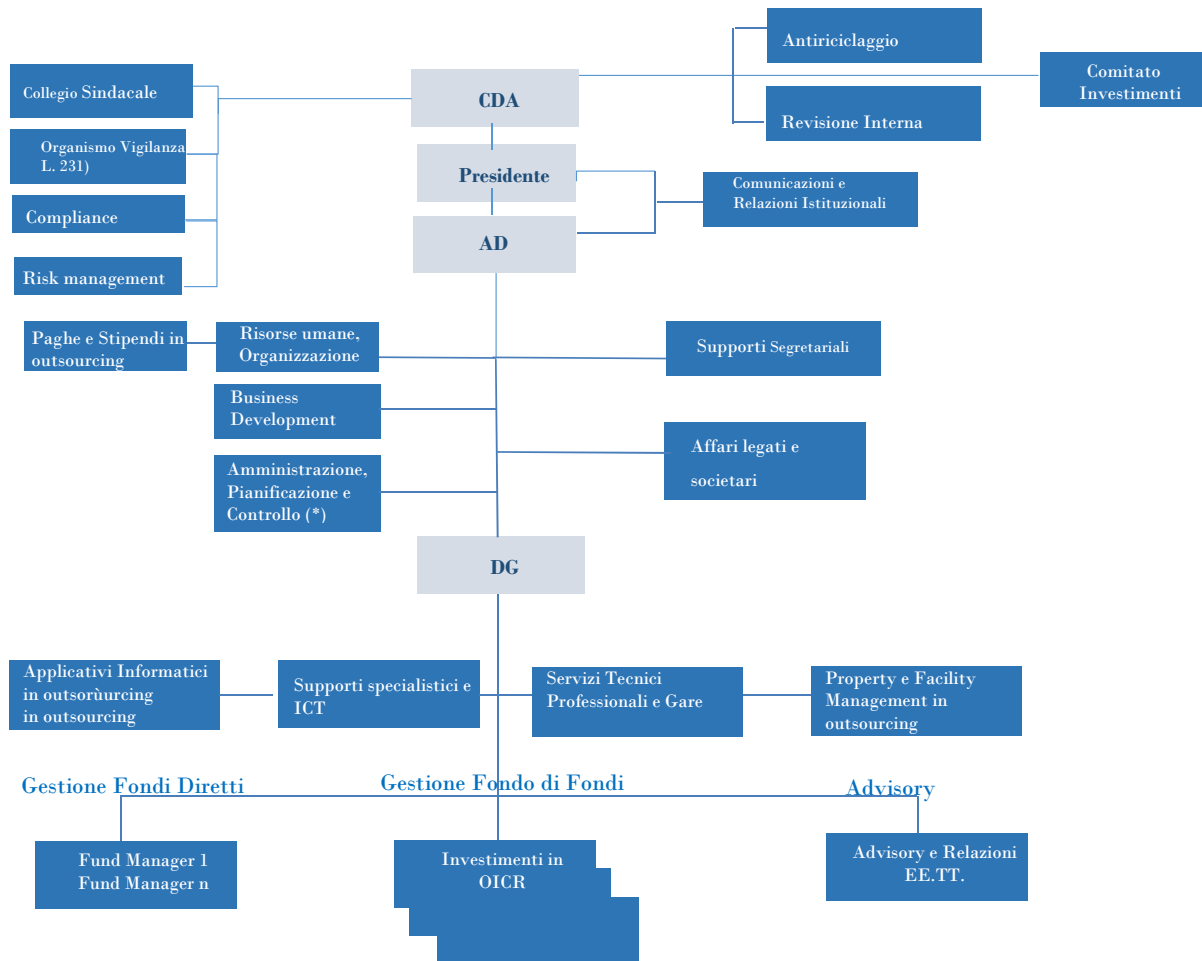 Antiriciclaggio
Comitato
Investimenti
Collegio Sindacale
CDA
Revisione Interna
Organismo Vigilanza
L. 231)
Presidente
Comunicazioni e
Relazioni Istituzionali
Compliance
AD
Risk management
Paghe e Stipendi in
outsourcing
Risorse umane,
Organizzazione
Supporti Segretariali
Business
Development
Affari legati e
societari
Amministrazione,
Pianificazione e
Controllo (*)
DG
Applicativi Informatici
in outsorùurcing
in outsourcing
Supporti specialistici e
ICT
Servizi Tecnici
Professionali e Gare
Property e Facility
Management in
outsourcing
Gestione Fondi Diretti
Gestione Fondo di Fondi
Advisory
Fund Manager 1
Fund Manager n
Investimenti in
OICR
Advisory e Relazioni
EE.TT.